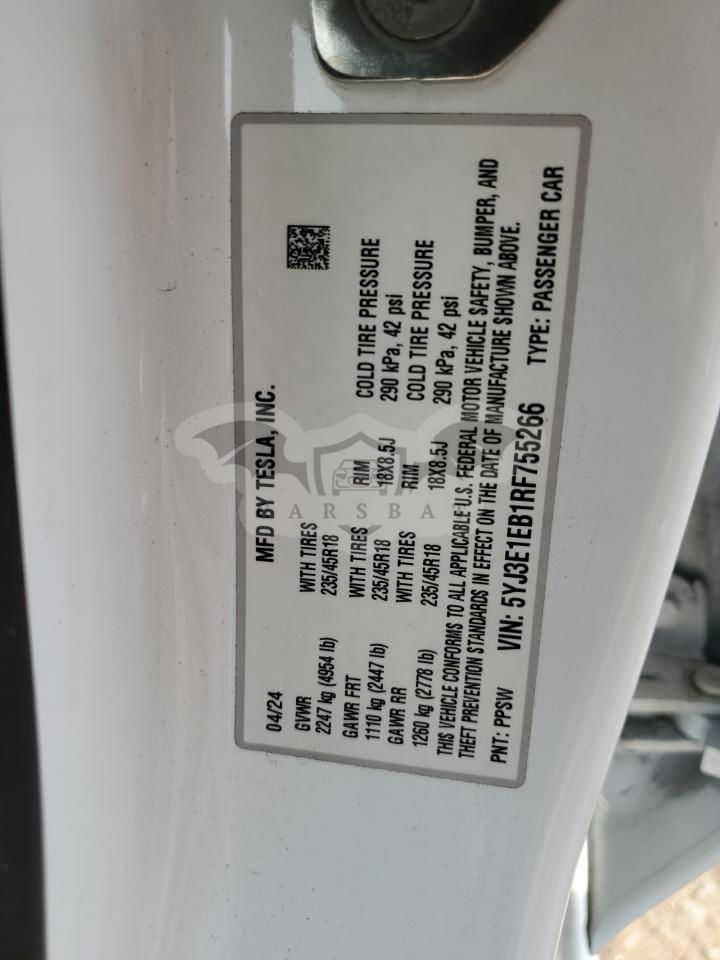 MFD BY TESLA, INC.
04/24
GVWR WITH TIRES
2247 kg (4954 lb) 235/45R18
GAWR FRT WITH TIRES RIM COLD TIRE PRESSURE
1110 kg (2447 lb) 235/45R18 18X8.5J 290 kPa, 42 psi
GAWR RR WITH TIRES RIM COLD TIRE PRESSURE
1260 kg (2778 lb) 235/45R18 18X8.5J 290 kPa, 42 psi
THIS VEHICLE CONFORMS TO ALL APPLICABLE U.S. FEDERAL MOTOR VEHICLE SAFETY, BUMPER, AND
THEFT PREVENTION STANDARDS IN EFFECT ON THE DATE OF MANUFACTURE SHOWN ABOVE.
PNT: PPSW VIN: 5YJ3E1EB1RF755266 TYPE: PASSENGER CAR